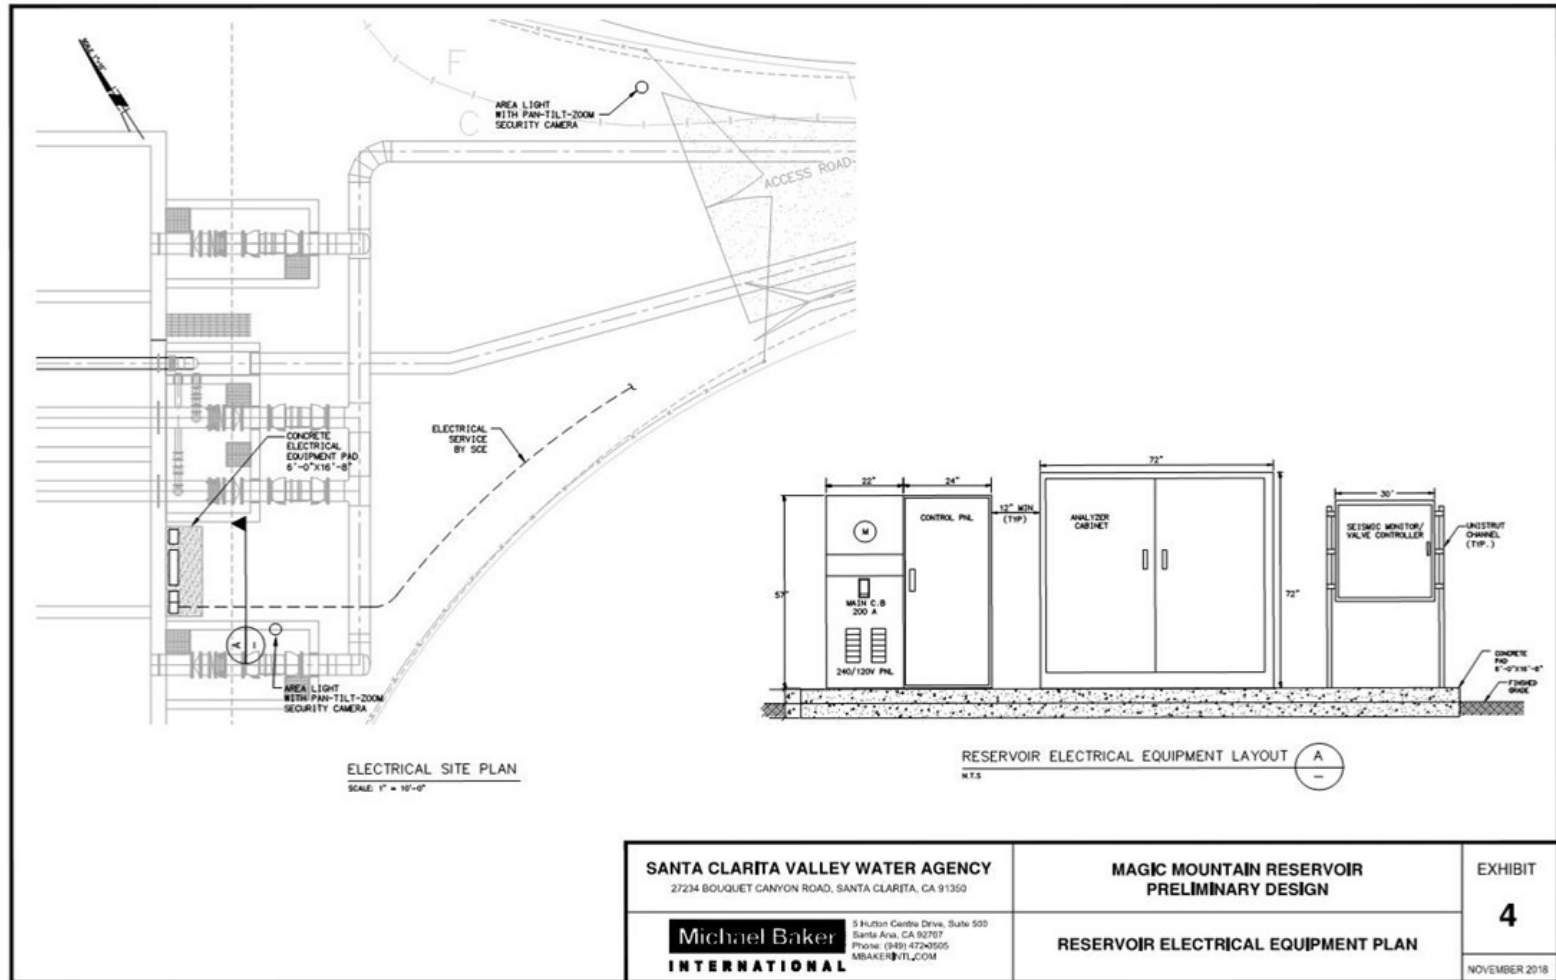 SCALE: 1"=10'
F
C
AREA LIGHT
WITH PAN-TILT-ZOOM
SECURITY CAMERA
ACCESS ROAD
CONCRETE
ELECTRICAL
EQUIPMENT PAD
6'-0"X16'-8"
ELECTRICAL
SERVICE
BY SCE
A
–
AREA LIGHT
WITH PAN-TILT-ZOOM
SECURITY CAMERA
ELECTRICAL SITE PLAN
SCALE: 1" = 10'-0"
22"
24"
12" MIN
(TYP)
72"
30'
57"
72"
M
CONTROL PNL
MAIN C.B
200 A
240/120V PNL
ANALYZER
CABINET
SEISMIC MONITOR/
VALVE CONTROLLER
UNISTRUT
CHANNEL
(TYP.)
CONCRETE
PAD
6'-0"X16'-8"
FINISHED
GRADE
4"
4"
RESERVOIR ELECTRICAL EQUIPMENT LAYOUT
N.T.S
A
–
SANTA CLARITA VALLEY WATER AGENCY
27234 BOUQUET CANYON ROAD, SANTA CLARITA, CA 91350
Michael Baker
INTERNATIONAL
5 Hutton Centre Drive, Suite 500
Santa Ana, CA 92707
Phone: (949) 472-3505
MBAKERINTL.COM
MAGIC MOUNTAIN RESERVOIR
PRELIMINARY DESIGN
RESERVOIR ELECTRICAL EQUIPMENT PLAN
EXHIBIT
4
NOVEMBER 2018